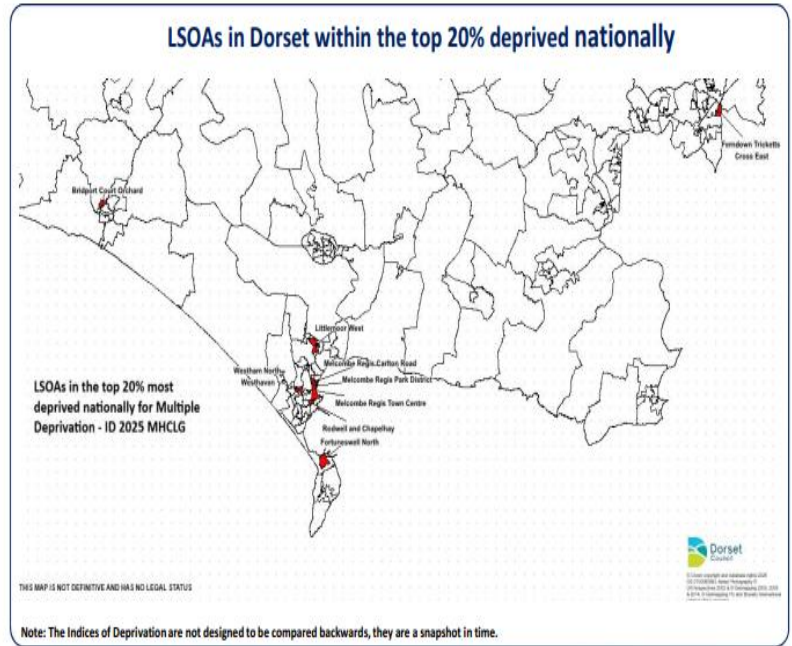 LSOAs in Dorset within the top 20% deprived nationally
Ferndown Tricketts
Cross East
Bridport Court Orchard
Littlemoor West
Melcombe Regis Carlton Road
Westham North
Westhaven
Melcombe Regis Park District
LSOAs in the top 20% most
deprived nationally for Multiple
Deprivation - ID 2025 MHCLG
Melcombe Regis Town Centre
Rodwell and Chapelhay
Fortuneswell North
Dorset
Council
THIS MAP IS NOT DEFINITIVE AND HAS NO LEGAL STATUS
Note: The Indices of Deprivation are not designed to be compared backwards, they are a snapshot in time.